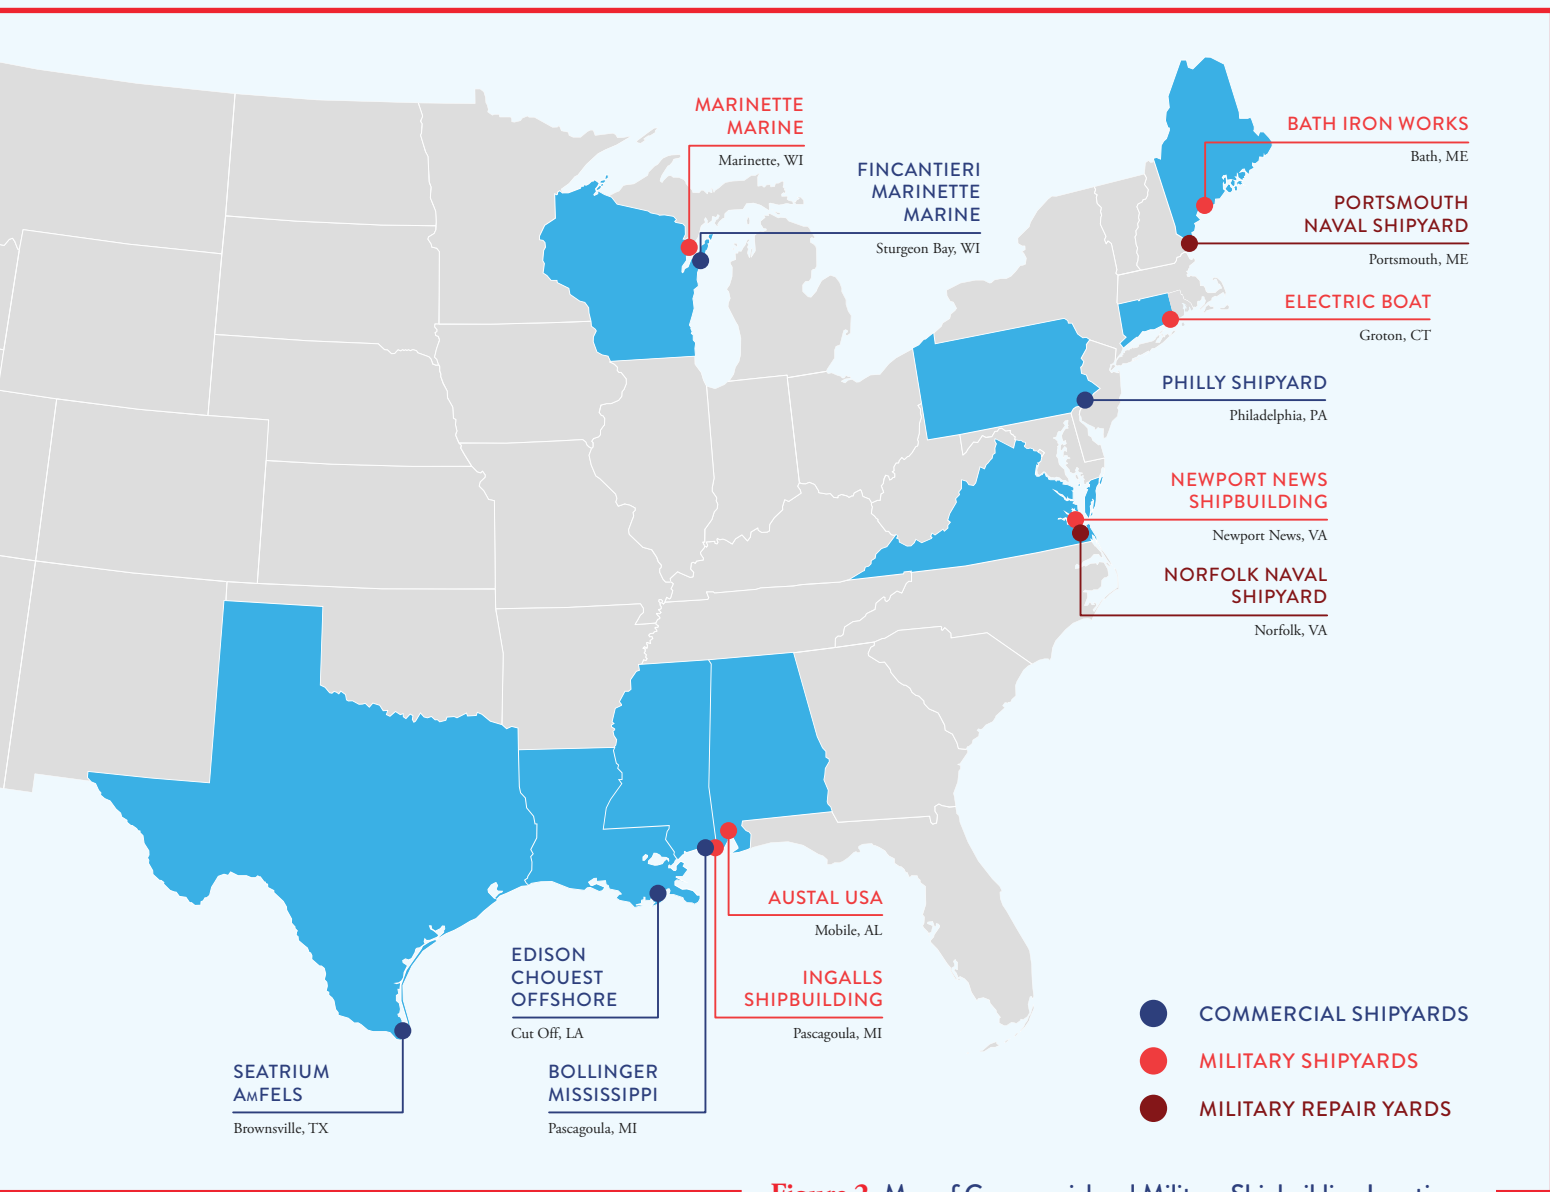 MARINETTE
MARINE
Marinette, WI
FINCANTIERI
MARINETTE
MARINE
Sturgeon Bay, WI
BATH IRON WORKS
Bath, ME
PORTSMOUTH
NAVAL SHIPYARD
Portsmouth, ME
ELECTRIC BOAT
Groton, CT
PHILLY SHIPYARD
Philadelphia, PA
NEWPORT NEWS
SHIPBUILDING
Newport News, VA
NORFOLK NAVAL
SHIPYARD
Norfolk, VA
AUSTAL USA
Mobile, AL
INGALLS
SHIPBUILDING
Pascagoula, MI
EDISON
CHOUEST
OFFSHORE
Cut Off, LA
BOLLINGER
MISSISSIPPI
Pascagoula, MI
SEATRIUM
AMFELS
Brownsville, TX
COMMERCIAL SHIPYARDS
MILITARY SHIPYARDS
MILITARY REPAIR YARDS